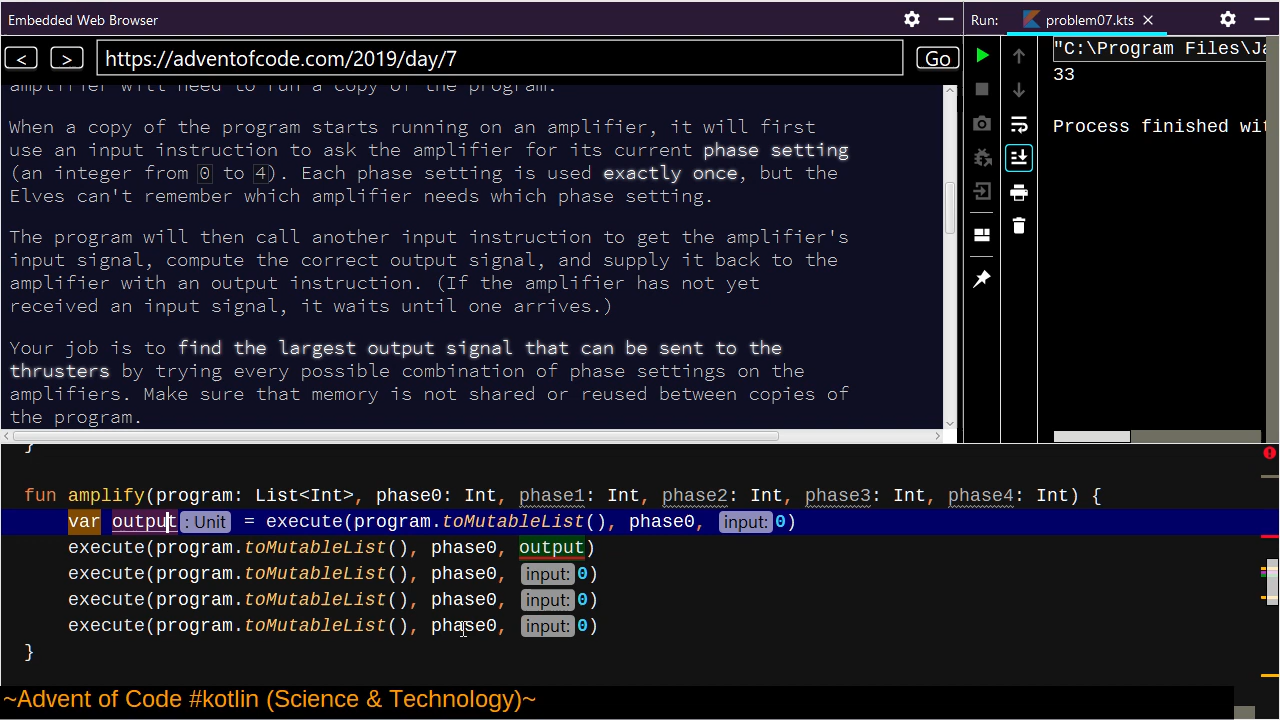 Embedded Web Browser
Run: problem07.kts
< > https://adventofcode.com/2019/day/7 Go
amplifier will need to run a copy of the program.
When a copy of the program starts running on an amplifier, it will first
use an input instruction to ask the amplifier for its current phase setting
(an integer from 0 to 4). Each phase setting is used exactly once, but the
Elves can't remember which amplifier needs which phase setting.
The program will then call another input instruction to get the amplifier's
input signal, compute the correct output signal, and supply it back to the
amplifier with an output instruction. (If the amplifier has not yet
received an input signal, it waits until one arrives.)
Your job is to find the largest output signal that can be sent to the
thrusters by trying every possible combination of phase settings on the
amplifiers. Make sure that memory is not shared or reused between copies of
the program.
"C:\Program Files\Ja
33
Process finished wit
}
fun amplify(program: List<Int>, phase0: Int, phase1: Int, phase2: Int, phase3: Int, phase4: Int) {
var output : Unit = execute(program.toMutableList(), phase0, input: 0)
execute(program.toMutableList(), phase0, output)
execute(program.toMutableList(), phase0, input: 0)
execute(program.toMutableList(), phase0, input: 0)
execute(program.toMutableList(), phase0, input: 0)
}
~Advent of Code #kotlin (Science & Technology)~